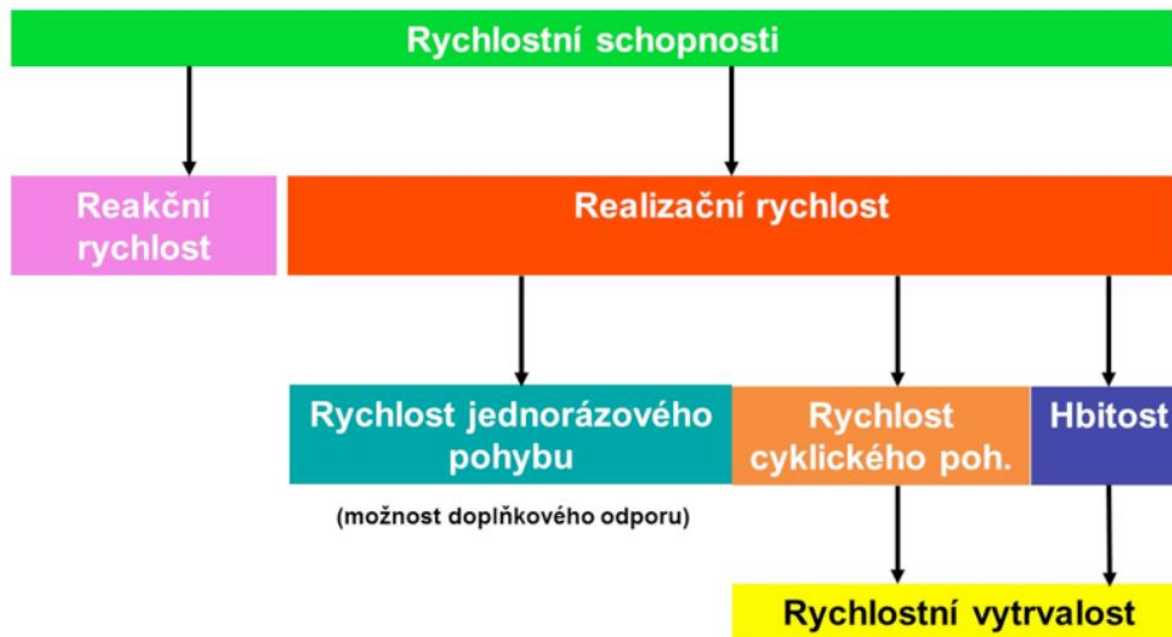 Rychlostní schopnosti
Reakční
rychlost
Realizační rychlost
Rychlost jednorázového
pohybu
Rychlost
cyklického poh.
Hbitost
(možnost doplňkového odporu)
Rychlostní vytrvalost